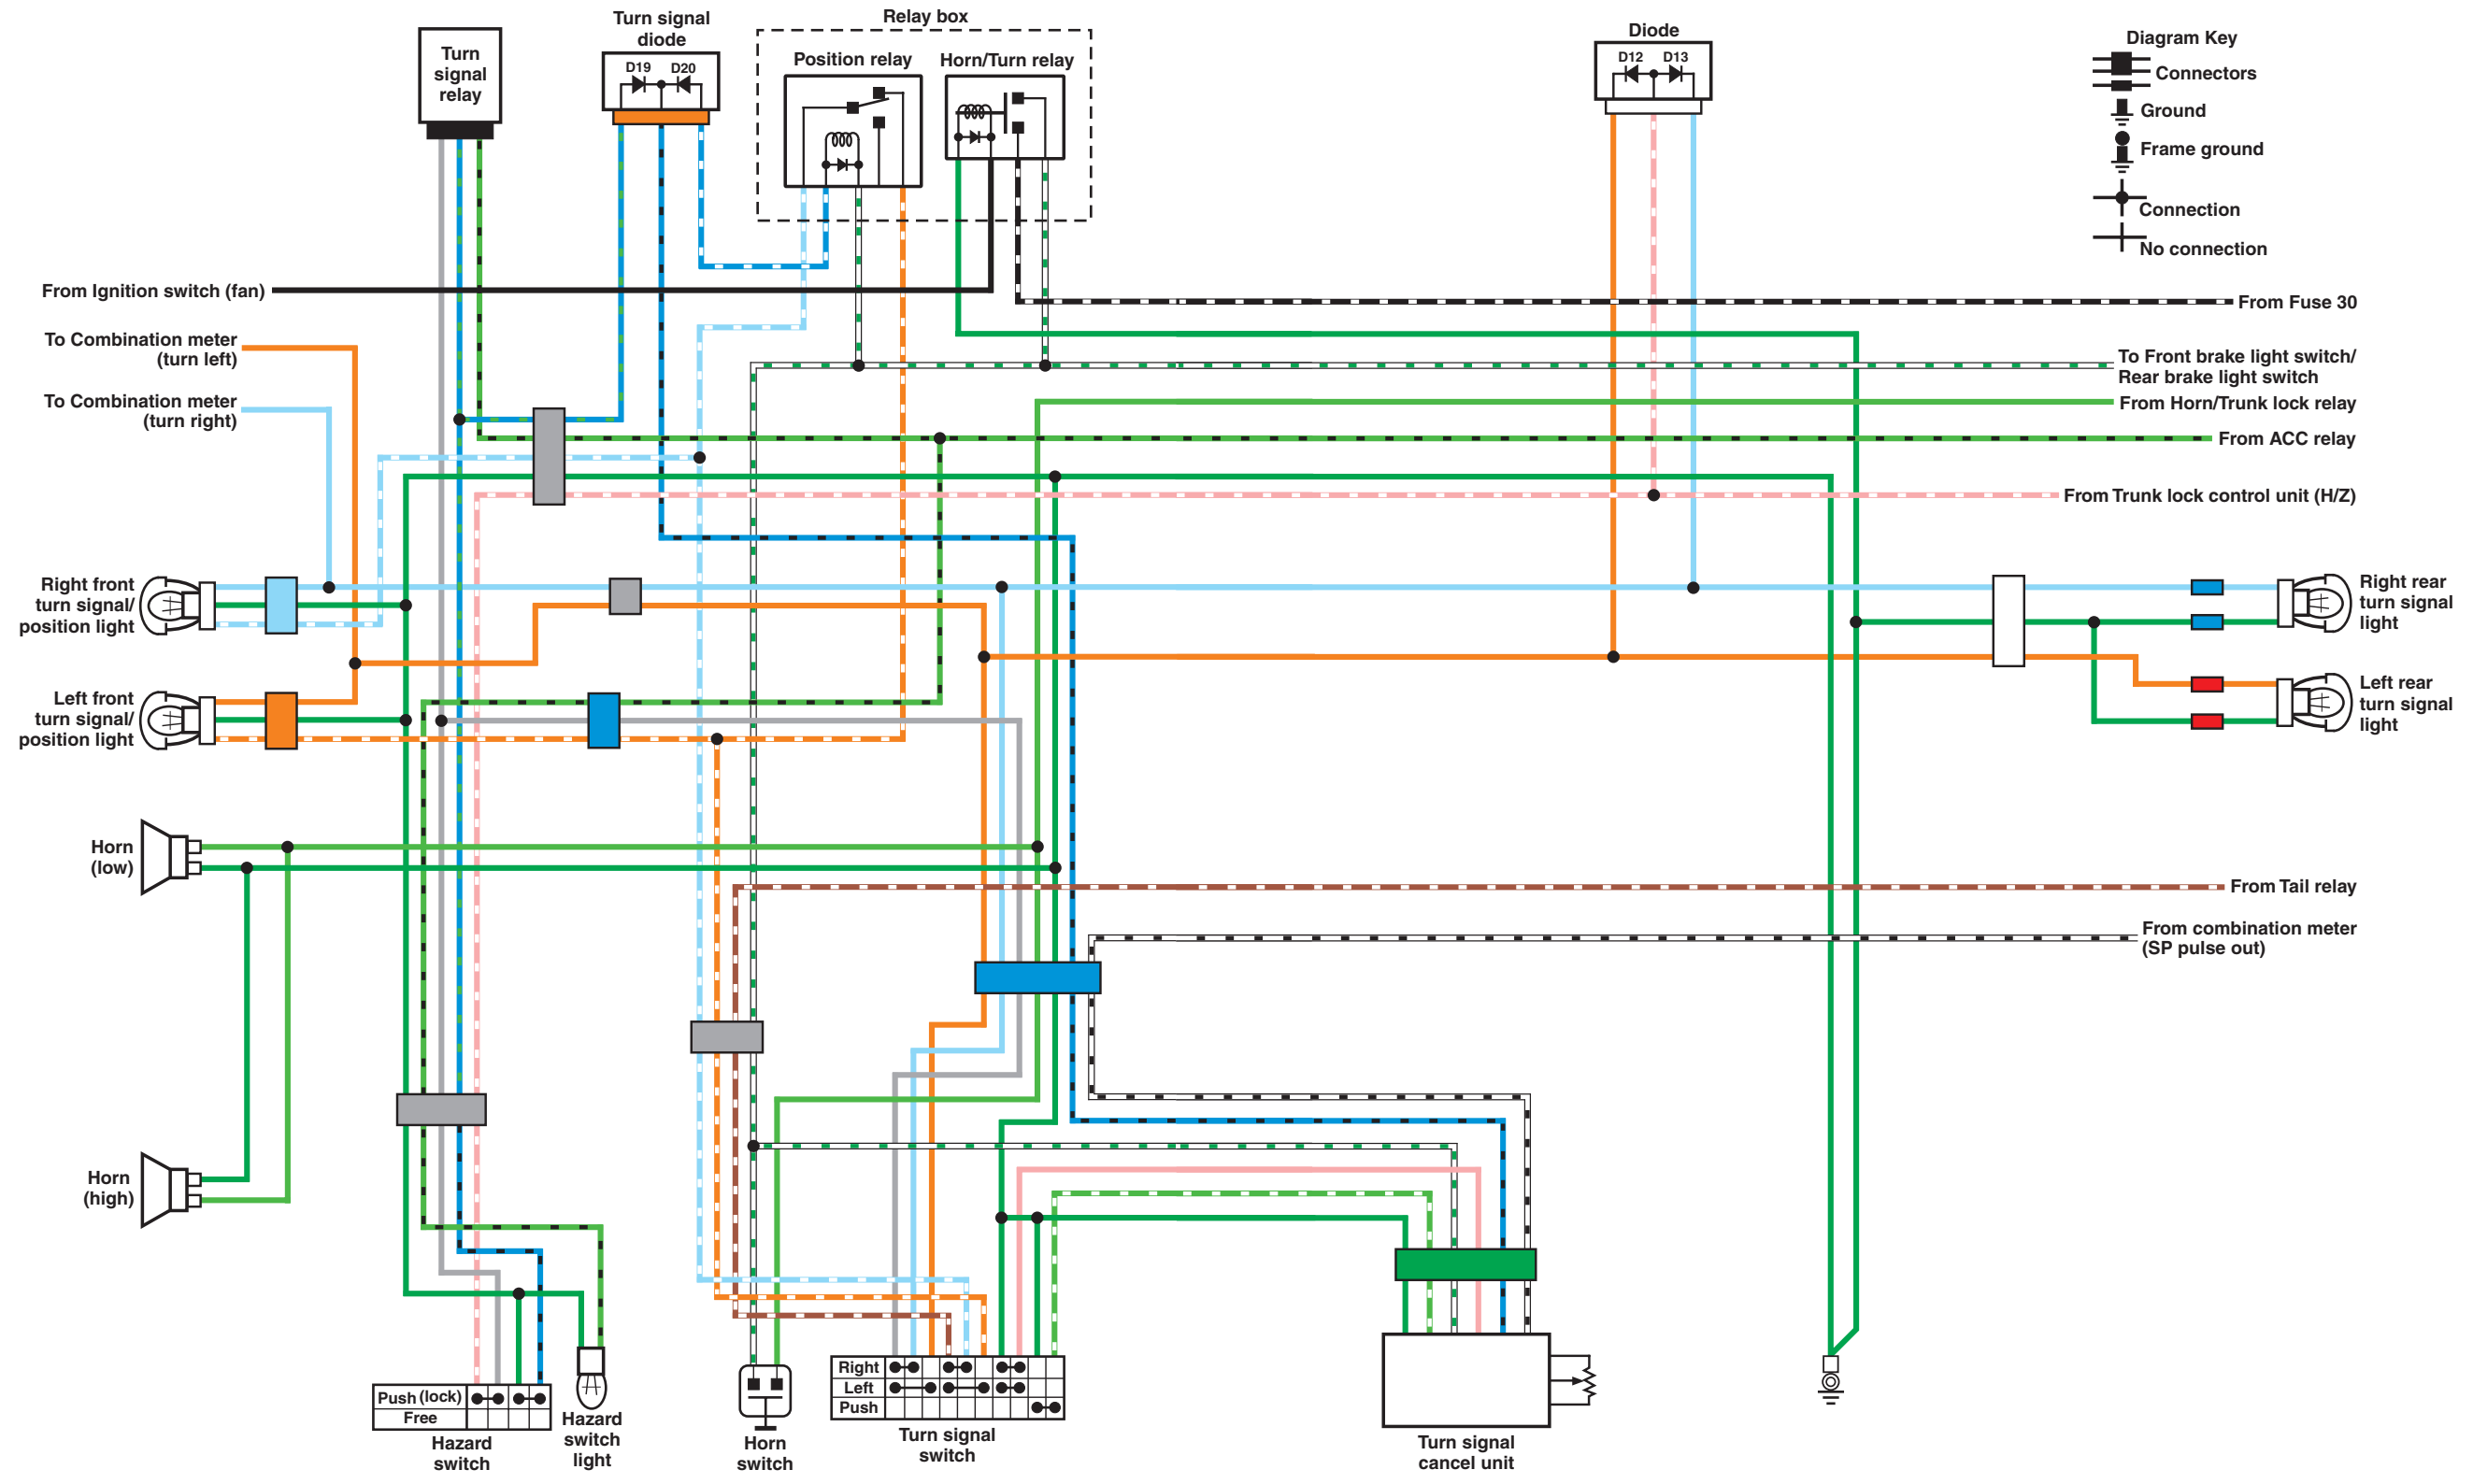 Relay box
Turn signal
diode
Turn
signal
relay
D19 D20
Position relay
Horn/Turn relay
Diode
D12 D13
Diagram Key
Connectors
Ground
Frame ground
Connection
No connection
From Ignition switch (fan)
From Fuse 30
To Combination meter
(turn left)
To Front brake light switch/
Rear brake light switch
To Combination meter
(turn right)
From Horn/Trunk lock relay
From ACC relay
From Trunk lock control unit (H/Z)
Right front
turn signal/
position light
Right rear
turn signal
light
Left front
turn signal/
position light
Left rear
turn signal
light
Horn
(low)
From Tail relay
From combination meter
(SP pulse out)
Horn
(high)
Push (lock)
Free
Hazard
switch
Hazard
switch
light
Horn
switch
Right
Left
Push
Turn signal
switch
Turn signal
cancel unit